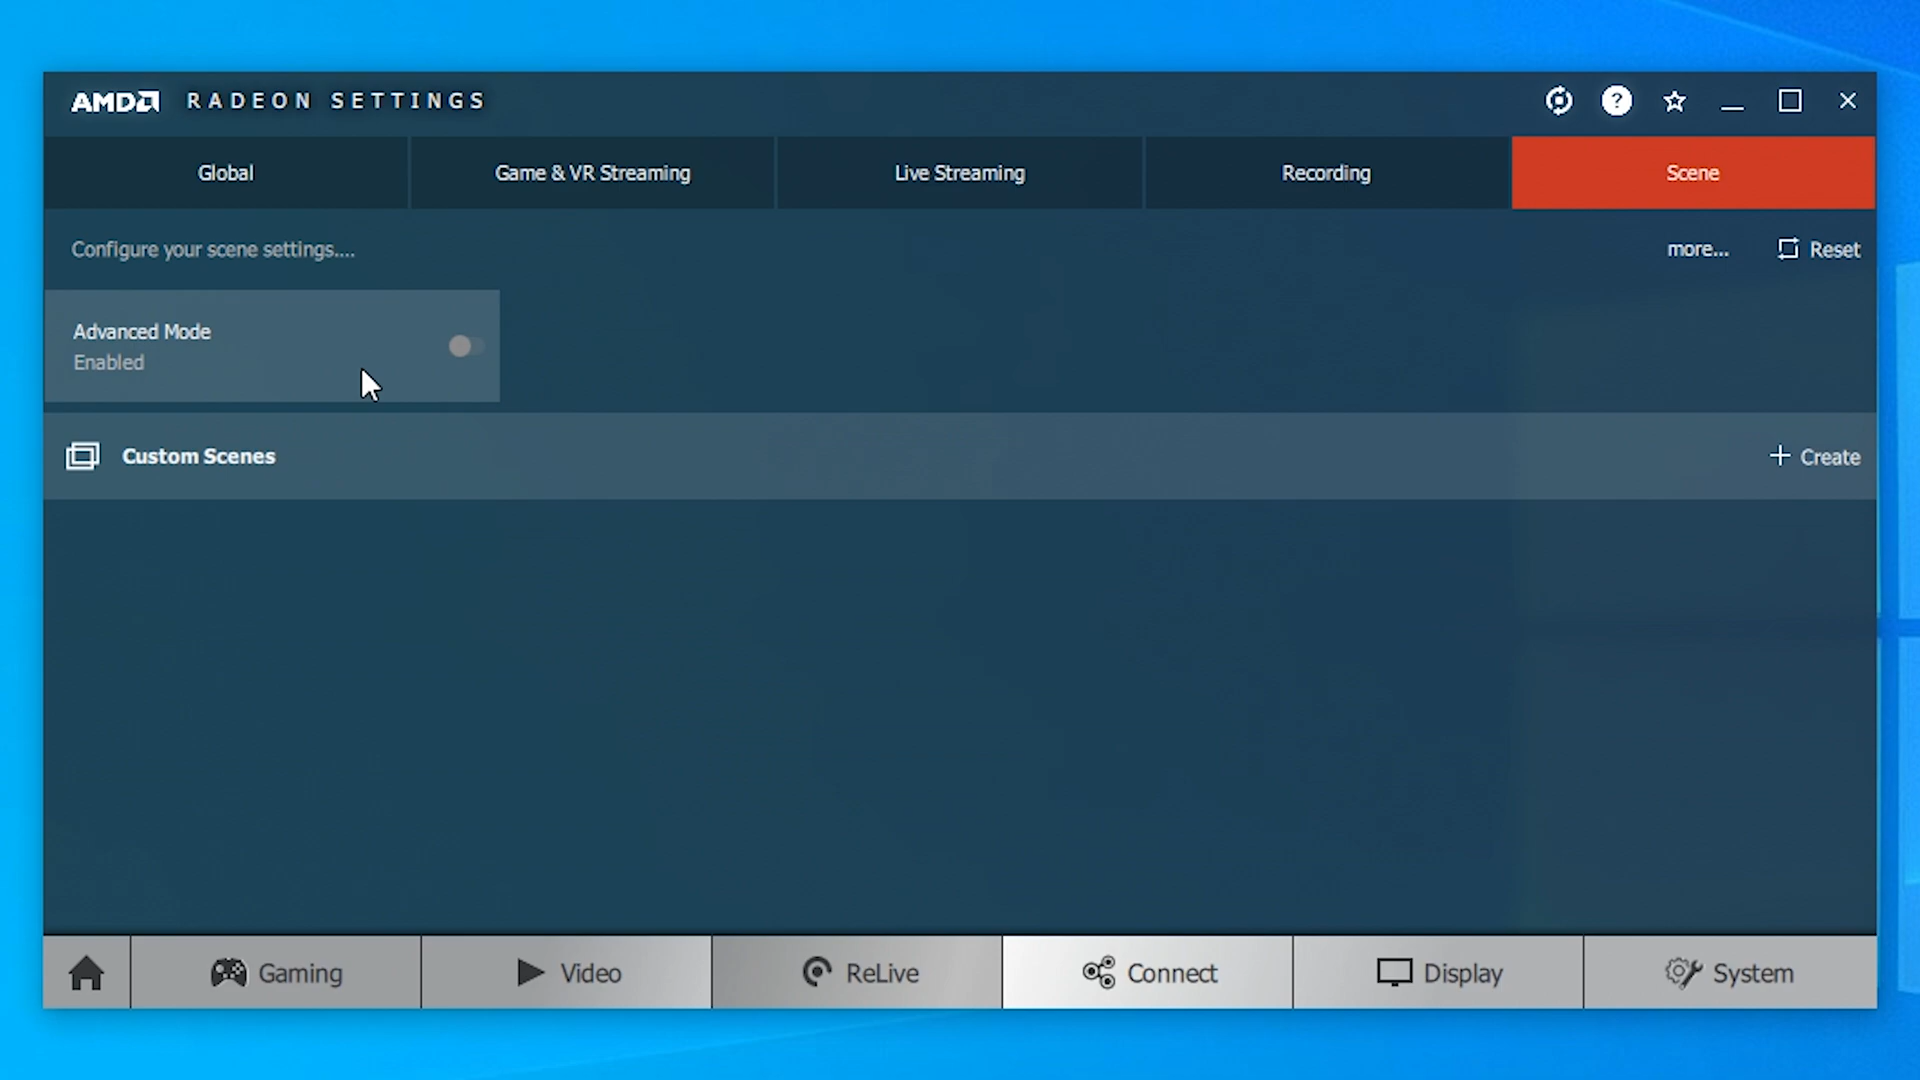 AMD RADEON SETTINGS
Global
Game & VR Streaming
Live Streaming
Recording
Scene
Configure your scene settings....
more...
Reset
Advanced Mode
Enabled
Custom Scenes
+ Create
Gaming
Video
ReLive
Connect
Display
System